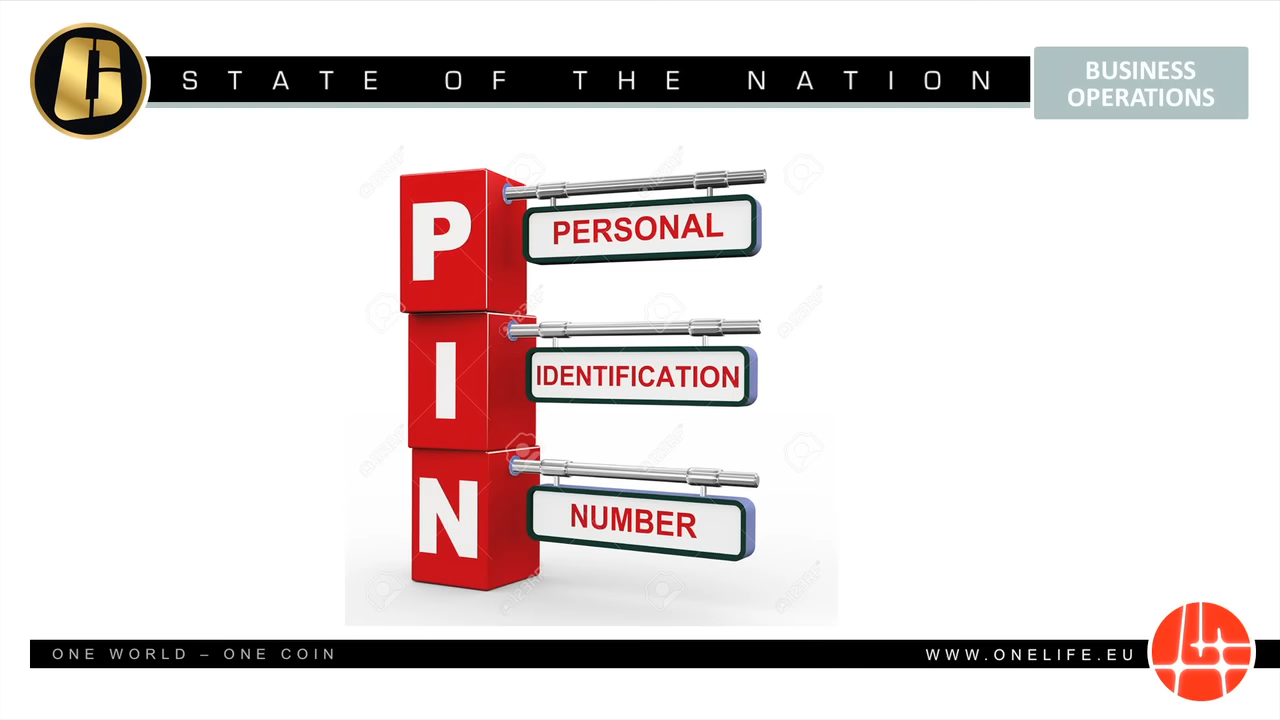 STATE OF THE NATION
BUSINESS
OPERATIONS
P
PERSONAL
I
IDENTIFICATION
N
NUMBER
ONE WORLD – ONE COIN
WWW.ONELIFE.EU